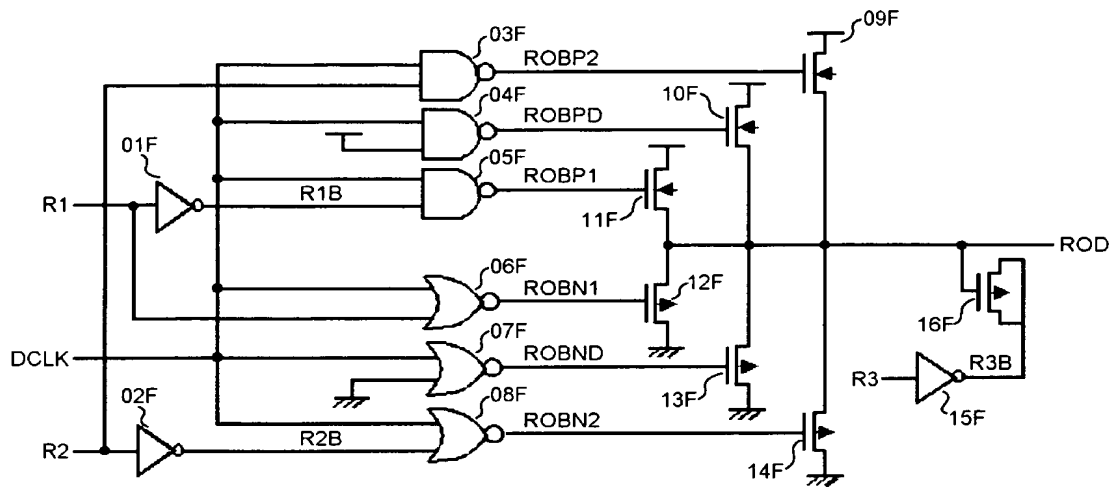 09F
03F
ROBP2
04F
10F
ROBPD
01F
05F
ROBP1
R1B
R1
11F
ROD
06F
ROBN1
12F
16F
DCLK
07F
ROBND
R3
R3B
13F
15F
02F
08F
ROBN2
R2B
R2
14F